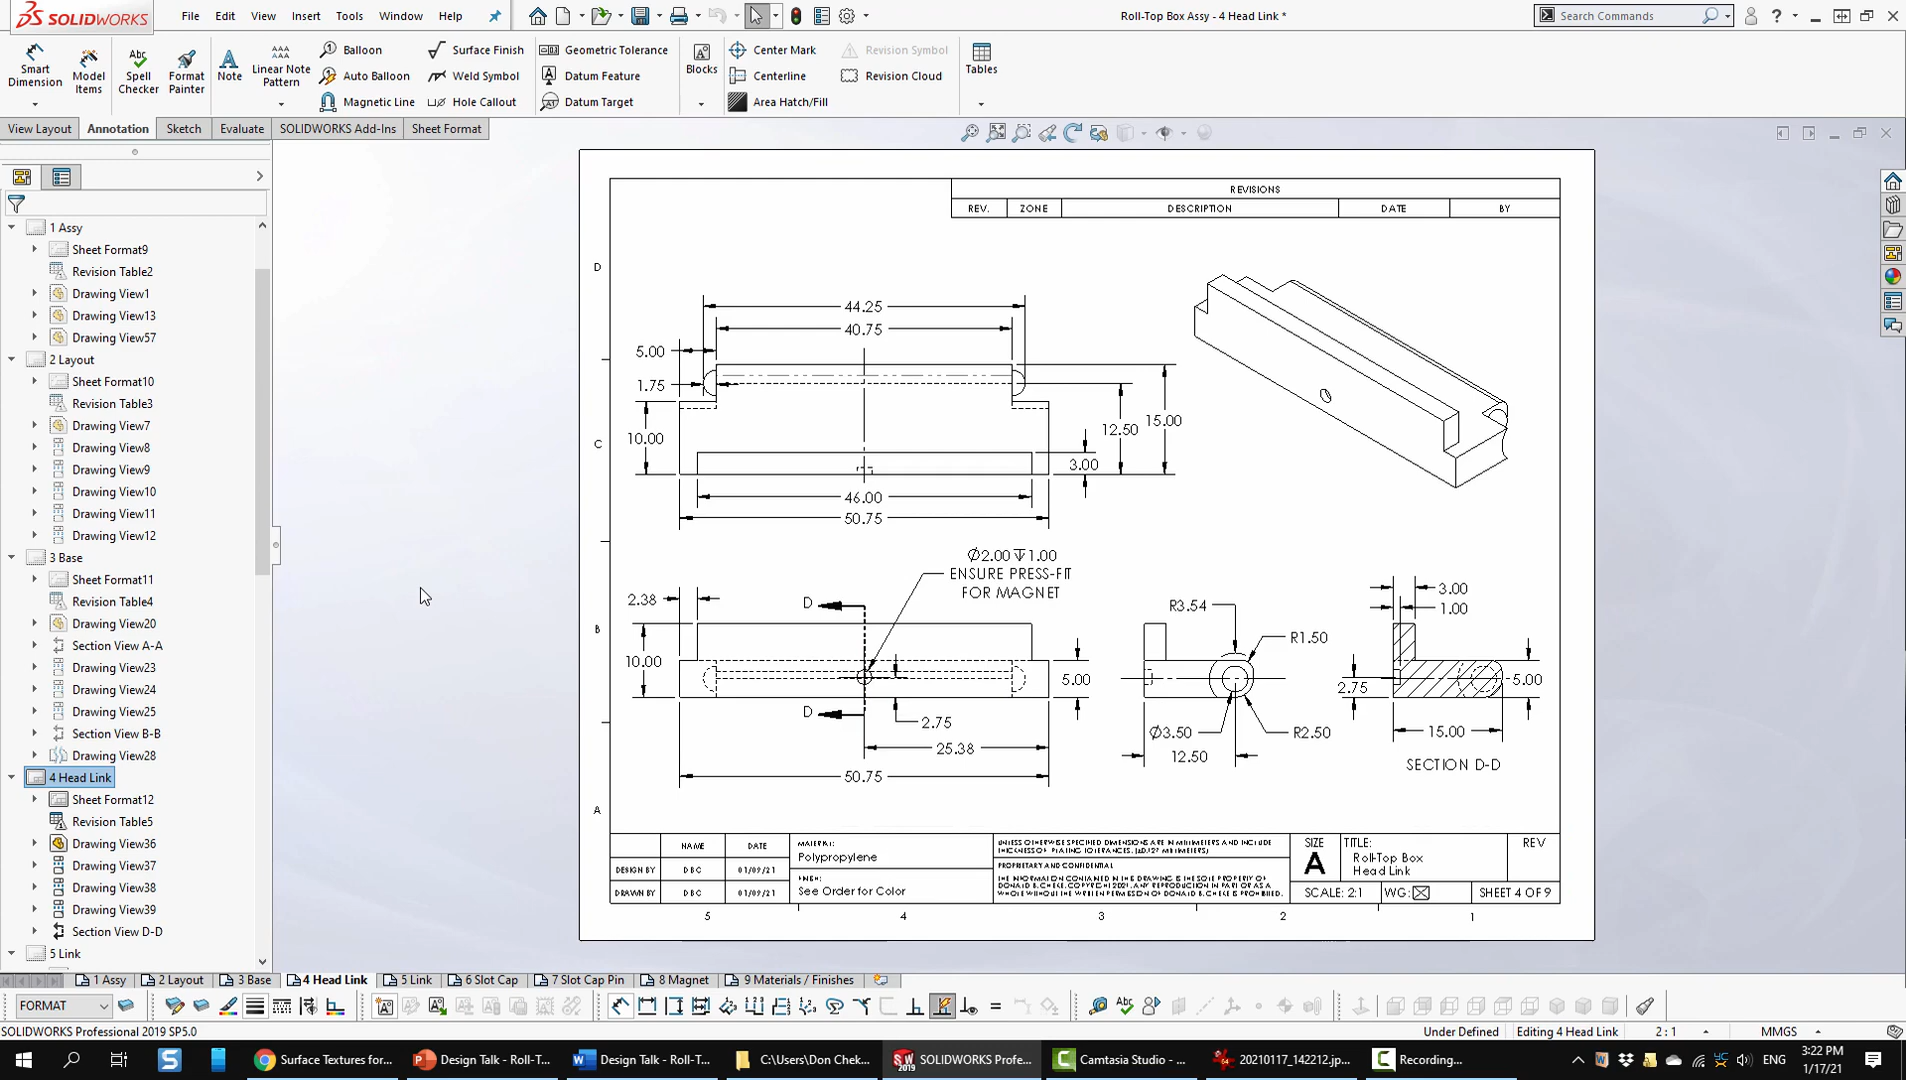 SOLIDWORKS File Edit View Insert Tools Window Help
Roll-Top Box Assy - 4 Head Link *
Search Commands
Smart Dimension
Model Items
Spell Checker
Format Painter
Note
Linear Note Pattern
Balloon
Auto Balloon
Magnetic Line
Surface Finish
Weld Symbol
Hole Callout
Geometric Tolerance
Datum Feature
Datum Target
Blocks
Center Mark
Centerline
Area Hatch/Fill
Revision Symbol
Revision Cloud
Tables
View Layout Annotation Sketch Evaluate SOLIDWORKS Add-Ins Sheet Format
1 Assy
Sheet Format9
Revision Table2
Drawing View1
Drawing View13
Drawing View57
2 Layout
Sheet Format10
Revision Table3
Drawing View7
Drawing View8
Drawing View9
Drawing View10
Drawing View11
Drawing View12
3 Base
Sheet Format11
Revision Table4
Drawing View20
Section View A-A
Drawing View23
Drawing View24
Drawing View25
Section View B-B
Drawing View28
4 Head Link
Sheet Format12
Revision Table5
Drawing View36
Drawing View37
Drawing View38
Drawing View39
Section View D-D
5 Link
REVISIONS
REV. ZONE DESCRIPTION DATE BY
D
C
B
A
44.25
40.75
5.00
1.75
10.00
15.00
12.50
3.00
46.00
50.75
Ø2.00 ↧1.00
ENSURE PRESS-FIT
FOR MAGNET
2.38
D
10.00
5.00
D
2.75
25.38
50.75
R3.54
R1.50
Ø3.50
R2.50
12.50
3.00
1.00
2.75
5.00
15.00
SECTION D-D
NAME DATE
DESIGN BY DBC 01/09/21
DRAWN BY DBC 01/09/21
MATERIAL:
Polypropylene
FINISH:
See Order for Color
UNLESS OTHERWISE SPECIFIED DIMENSIONS ARE IN MILLIMETERS AND INCLUDE
PROPRIETARY AND CONFIDENTIAL
SIZE
A
TITLE:
Roll-Top Box
Head Link
REV
SCALE: 2:1 WG: SHEET 4 OF 9
5 4 3 2 1
1 Assy 2 Layout 3 Base 4 Head Link 5 Link 6 Slot Cap 7 Slot Cap Pin 8 Magnet 9 Materials / Finishes
FORMAT
SOLIDWORKS Professional 2019 SP5.0
Under Defined Editing 4 Head Link 2 : 1 MMGS
Surface Textures for...
Design Talk - Roll-T...
Design Talk - Roll-T...
C:\Users\Don Chek...
SOLIDWORKS Profe...
Camtasia Studio - ...
20210117_142212.jp...
Recording...
ENG
3:22 PM
1/17/21